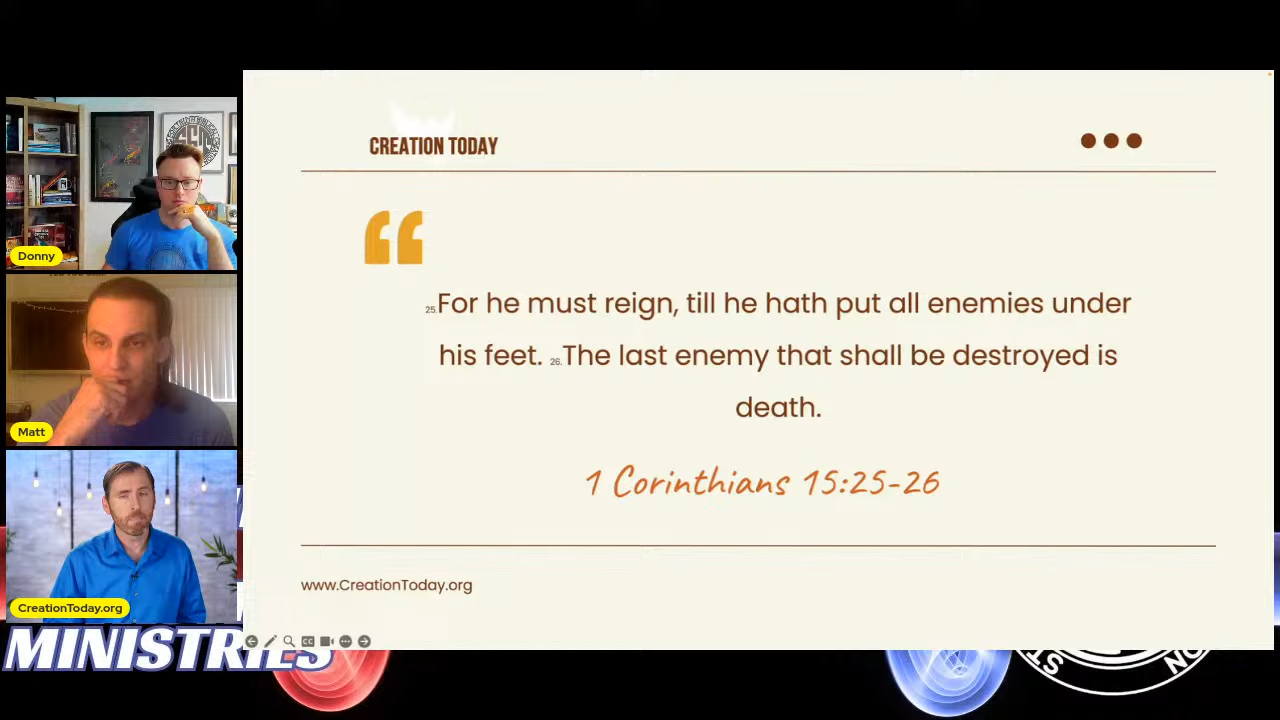 CREATION TODAY
25.For he must reign, till he hath put all enemies under
his feet. 26.The last enemy that shall be destroyed is
death.
1 Corinthians 15:25-26
www.CreationToday.org
Donny
Matt
CreationToday.org
MINISTRIES